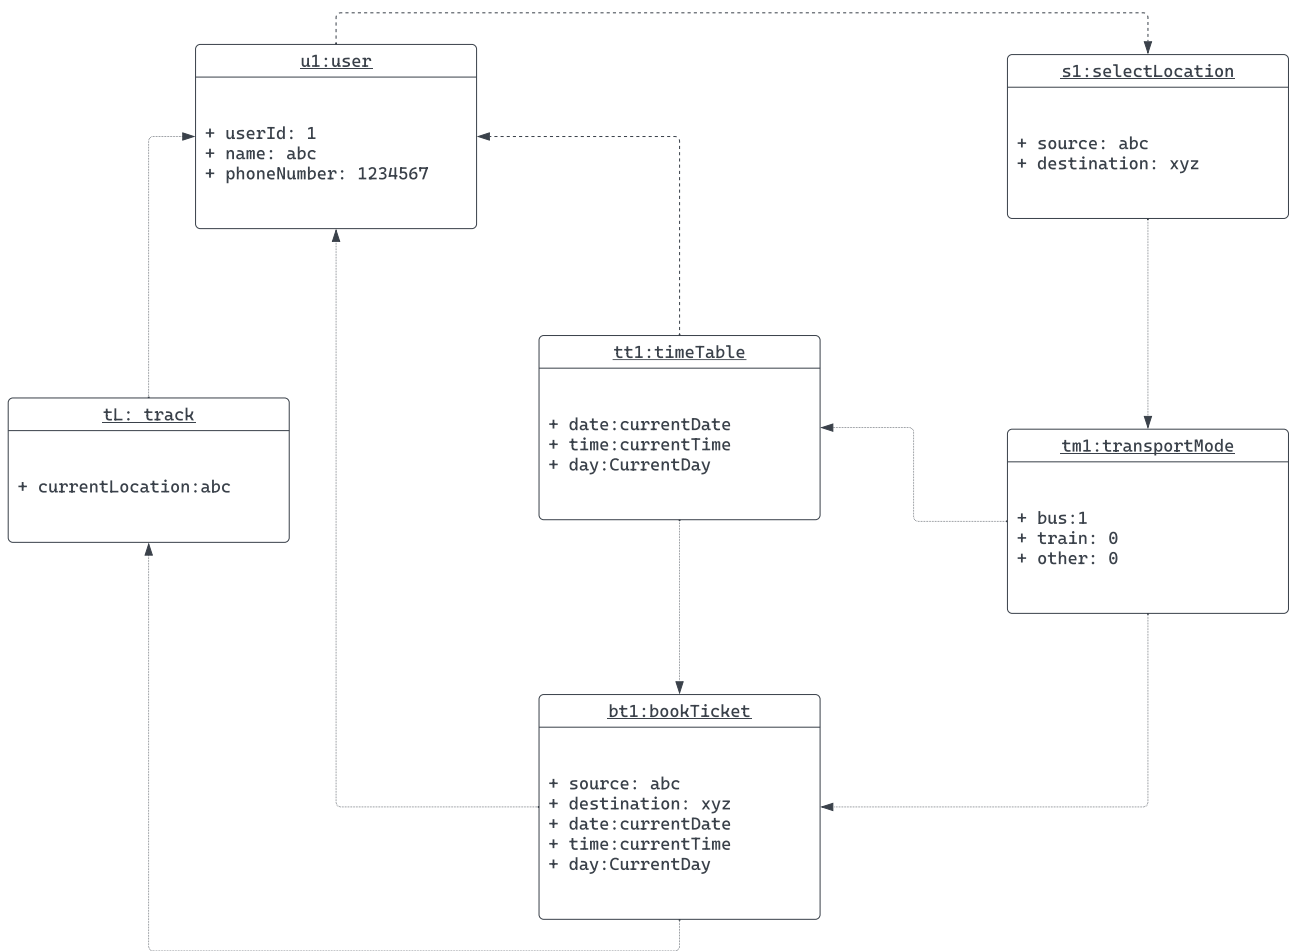 u1:user
+ userId: 1
+ name: abc
+ phoneNumber: 1234567
s1:selectLocation
+ source: abc
+ destination: xyz
tt1:timeTable
+ date:currentDate
+ time:currentTime
+ day:CurrentDay
tL: track
+ currentLocation:abc
tm1:transportMode
+ bus:1
+ train: 0
+ other: 0
bt1:bookTicket
+ source: abc
+ destination: xyz
+ date:currentDate
+ time:currentTime
+ day:CurrentDay